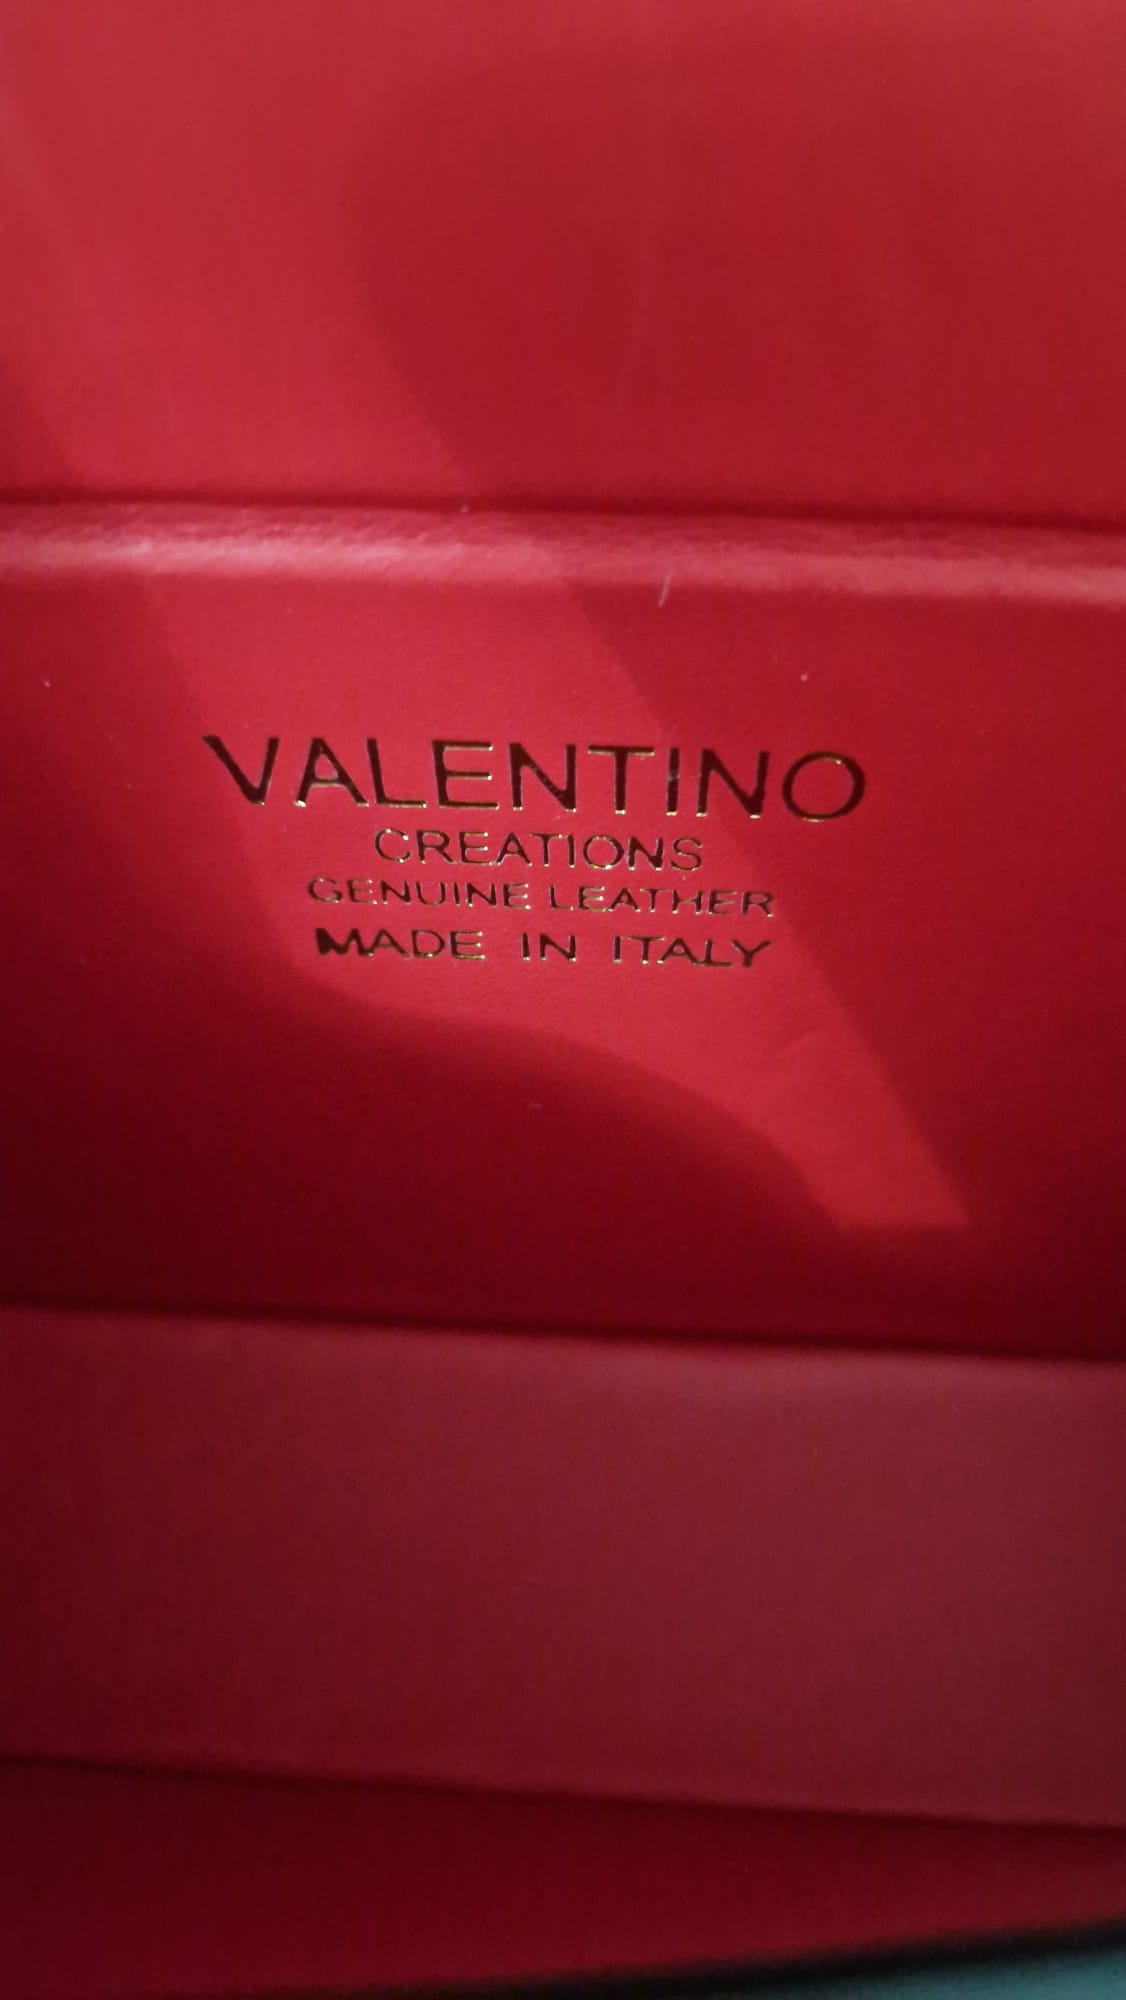 VALENTINO
CREATIONS
GENUINE LEATHER
MADE IN ITALY